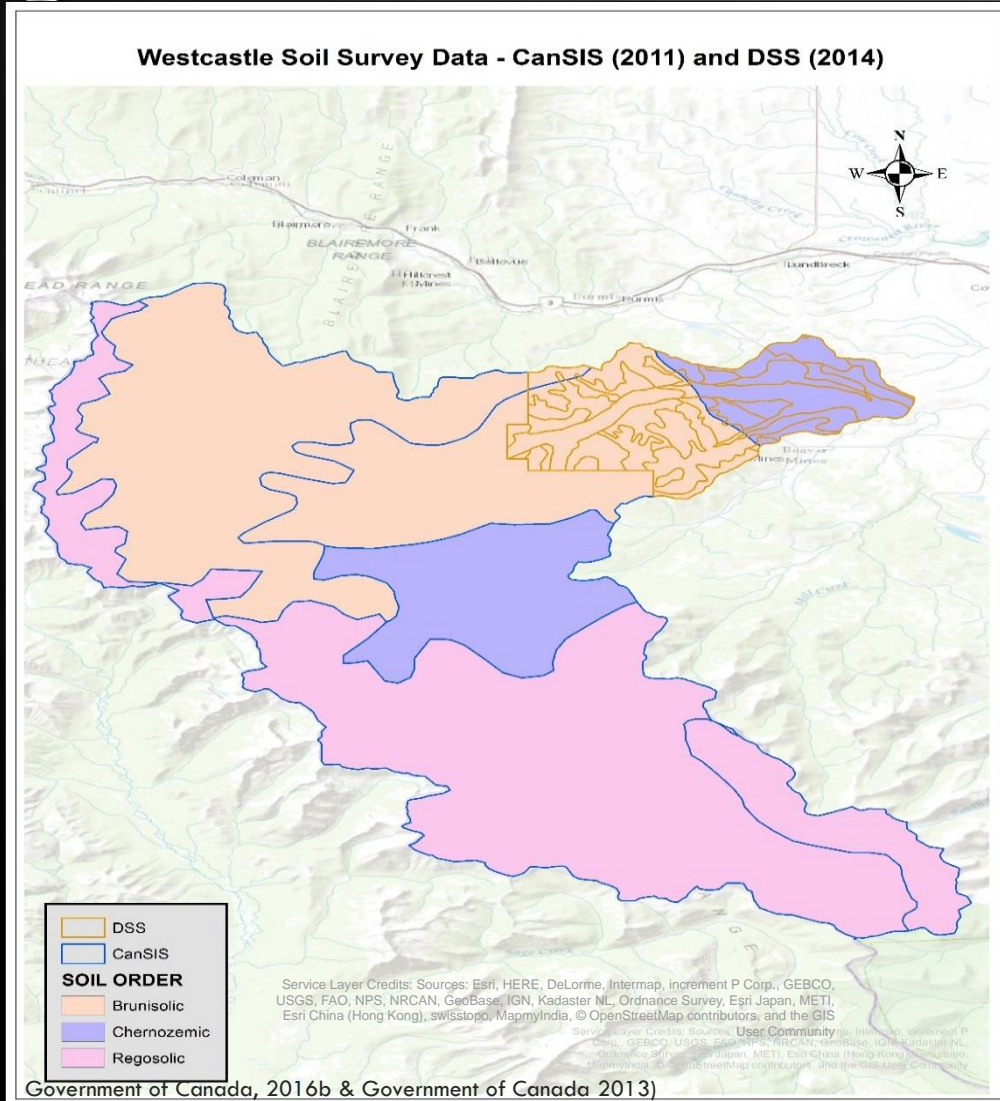 Westcastle Soil Survey Data - CanSIS (2011) and DSS (2014)
N
W E
S
Coleman
Blairmore
Frank
BLAIREMORE
RANGE
Bellevue
Hillcrest
Mines
Lundbreck
3
Burmis
EAD RANGE
Beaver
Mines
Mill Creek
DSS
CanSIS
SOIL ORDER
Brunisolic
Chernozemic
Regosolic
Service Layer Credits: Sources: Esri, HERE, DeLorme, Intermap, increment P Corp., GEBCO,
USGS, FAO, NPS, NRCAN, GeoBase, IGN, Kadaster NL, Ordnance Survey, Esri Japan, METI,
Esri China (Hong Kong), swisstopo, MapmyIndia, © OpenStreetMap contributors, and the GIS
User Community
Government of Canada, 2016b & Government of Canada 2013)